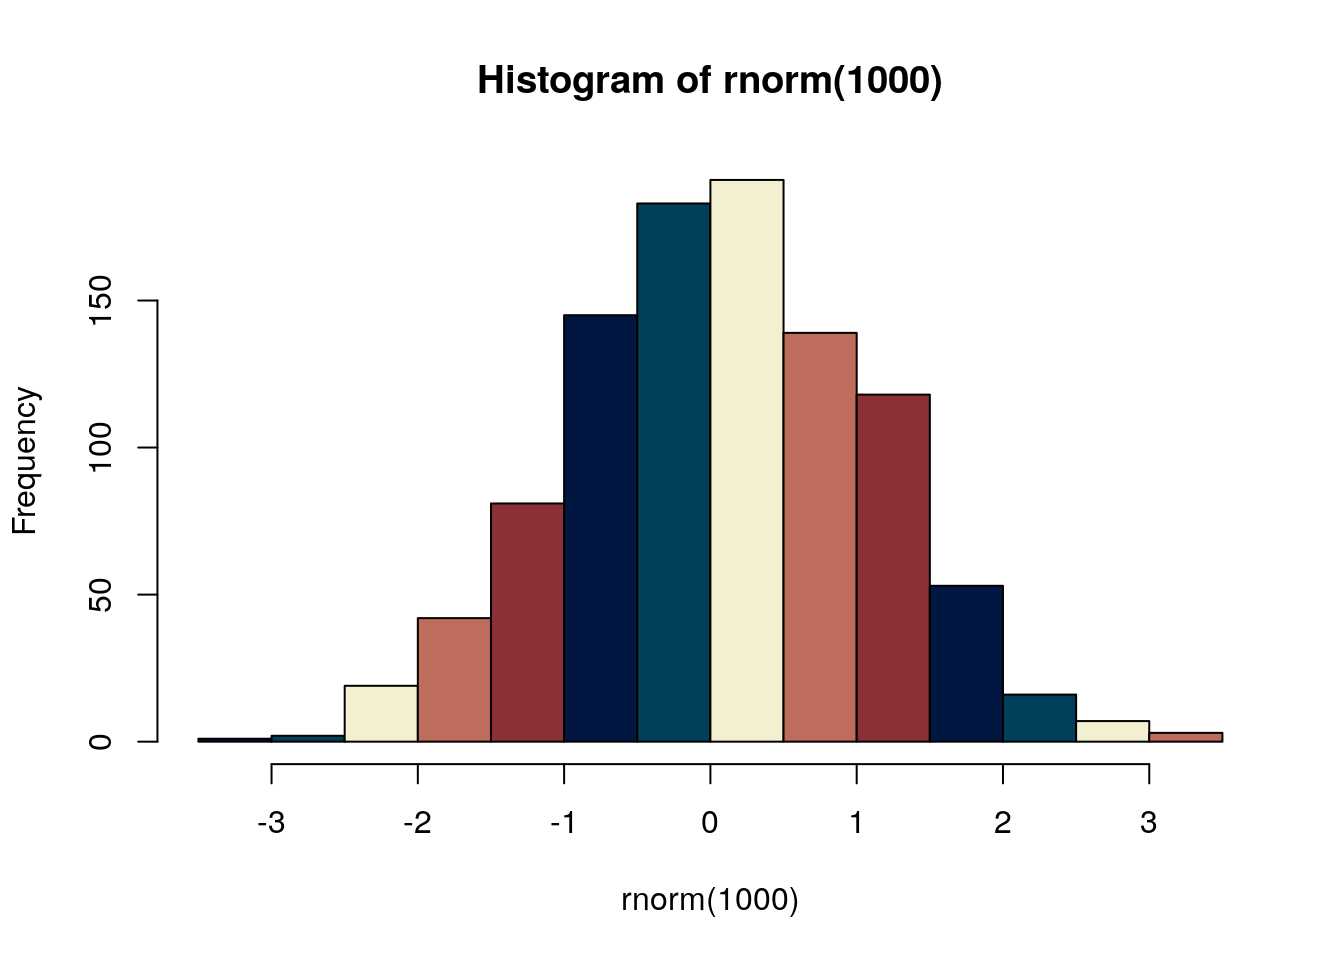 Histogram of rnorm(1000)
Frequency
150
100
50
0
-3 -2 -1 0 1 2 3
rnorm(1000)